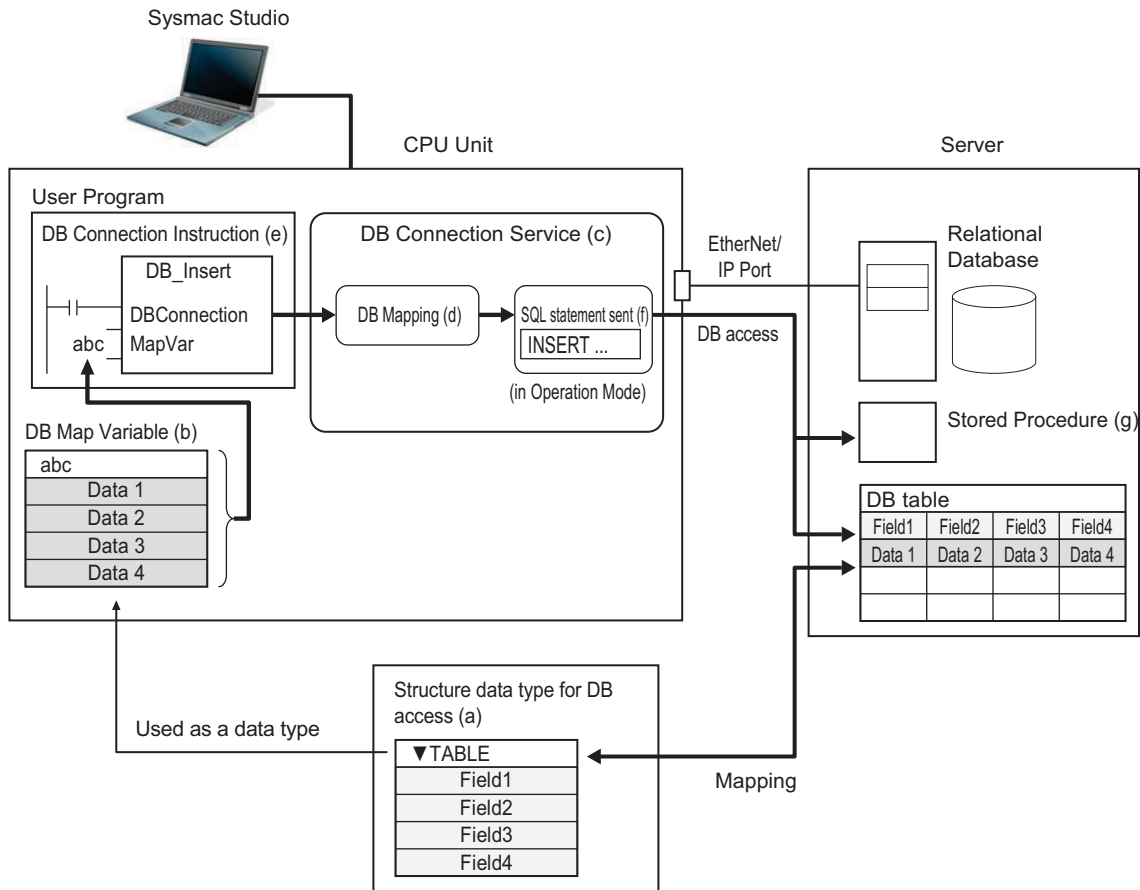 Sysmac Studio
CPU Unit
Server
User Program
DB Connection Instruction (e)
DB_Insert
DBConnection
abc
MapVar
DB Connection Service (c)
DB Mapping (d)
SQL statement sent (f)
INSERT ...
(in Operation Mode)
EtherNet/
IP Port
DB access
Relational
Database
Stored Procedure (g)
DB Map Variable (b)
abc
Data 1
Data 2
Data 3
Data 4
DB table
Field1 Field2 Field3 Field4
Data 1 Data 2 Data 3 Data 4
Used as a data type
Structure data type for DB
access (a)
▼TABLE
Field1
Field2
Field3
Field4
Mapping